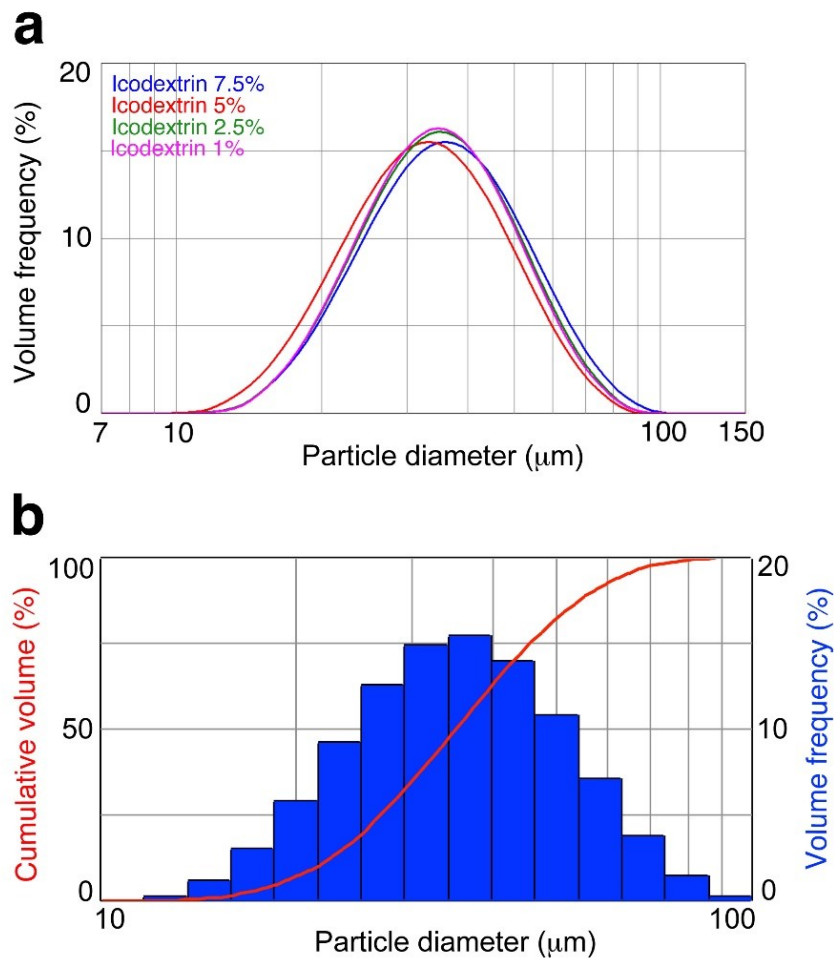 a
20
Icodextrin 7.5%
Icodextrin 5%
Icodextrin 2.5%
Icodextrin 1%
10
0
Volume frequency (%)
7 10 100 150
Particle diameter (μm)
b
100
50
0
Cumulative volume (%)
20
10
0
Volume frequency (%)
10 100
Particle diameter (μm)